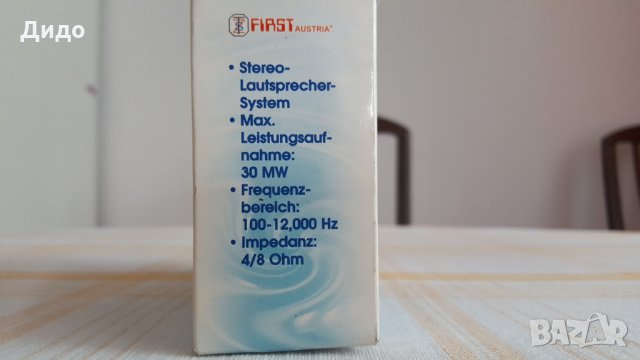 Дидо
FIRST AUSTRIA
• Stereo-
Lautsprecher-
System
• Max.
Leistungsauf-
nahme:
30 MW
• Frequenz-
bereich:
100-12,000 Hz
• Impedanz:
4/8 Ohm
BAZAR